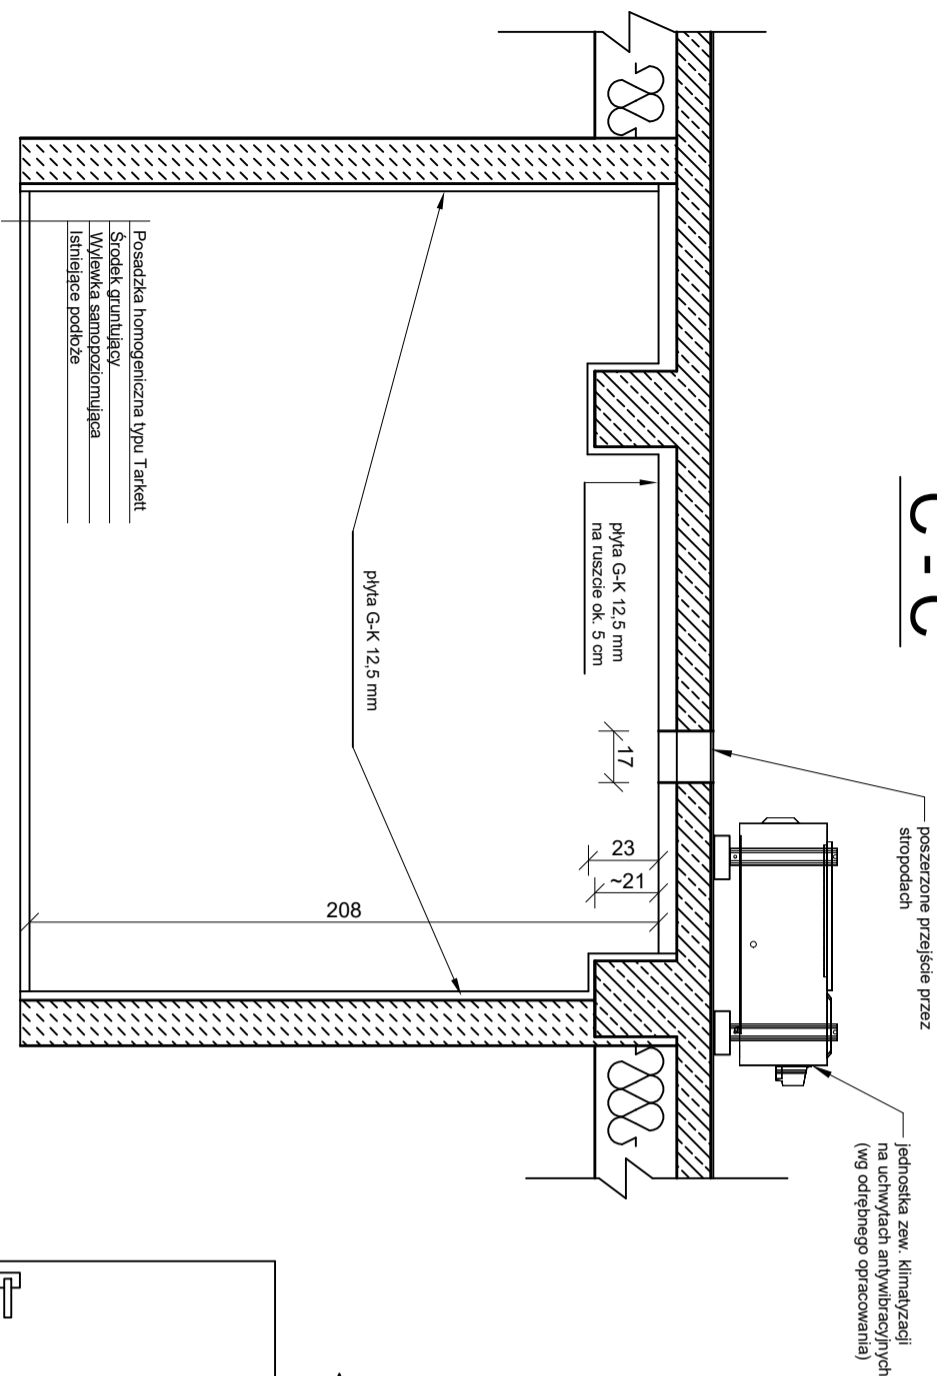 C - C
poszerzone przejście przez
stropodach
jednostka zew. klimatyzacji
na uchwytach antywibracyjnych
(wg odrębnego opracowania)
płyta G-K 12,5 mm
na ruszcie ok. 5 cm
17
23
~21
208
płyta G-K 12,5 mm
Posadzka homogeniczna typu Tarkett
Środek gruntujący
Wylewka samopoziomująca
Istniejące podłoże